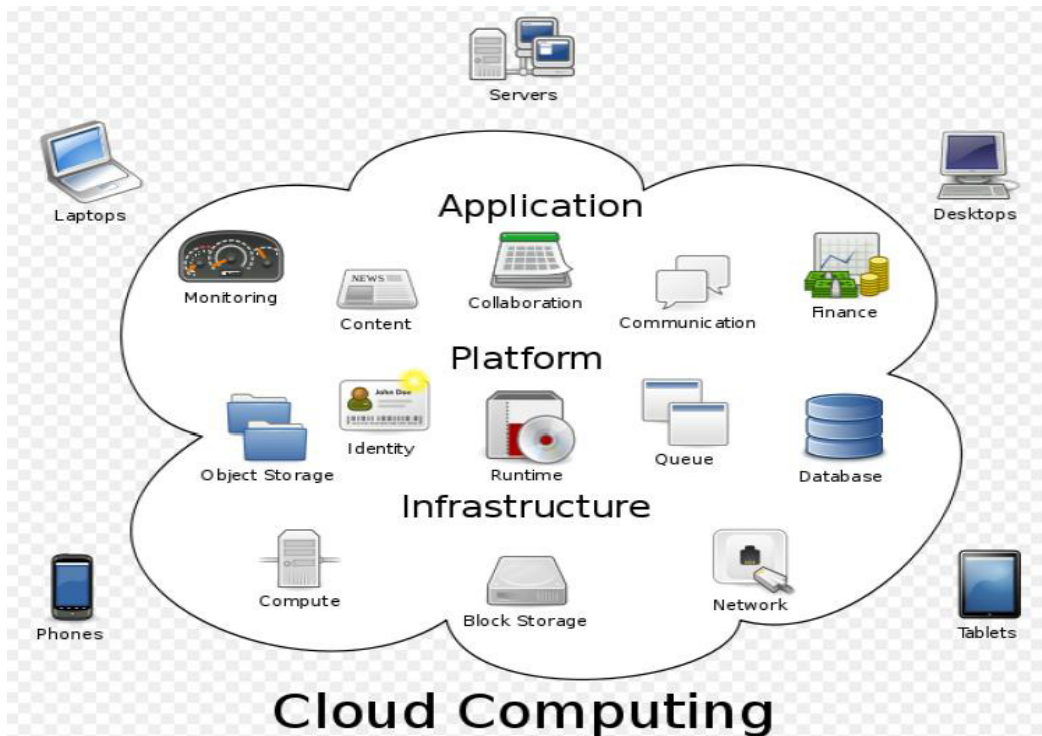 Servers
Laptops
Desktops
Application
Monitoring
NEWS
Content
Collaboration
Communication
Finance
Platform
John Doe
Object Storage
Identity
Runtime
Queue
Database
Infrastructure
Compute
Block Storage
Network
Phones
Tablets
Cloud Computing